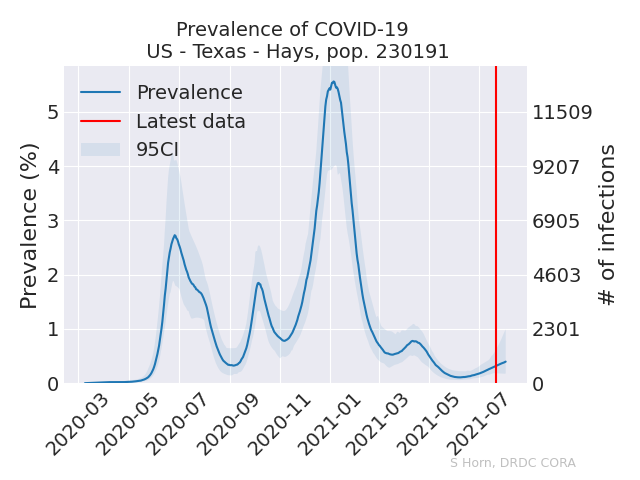 Prevalence of COVID-19
US - Texas - Hays, pop. 230191
Prevalence
Latest data
95CI
Prevalence (%)
5
4
3
2
1
0
11509
9207
6905
4603
2301
0
# of infections
2020-03
2020-05
2020-07
2020-09
2020-11
2021-01
2021-03
2021-05
2021-07
S Horn, DRDC CORA